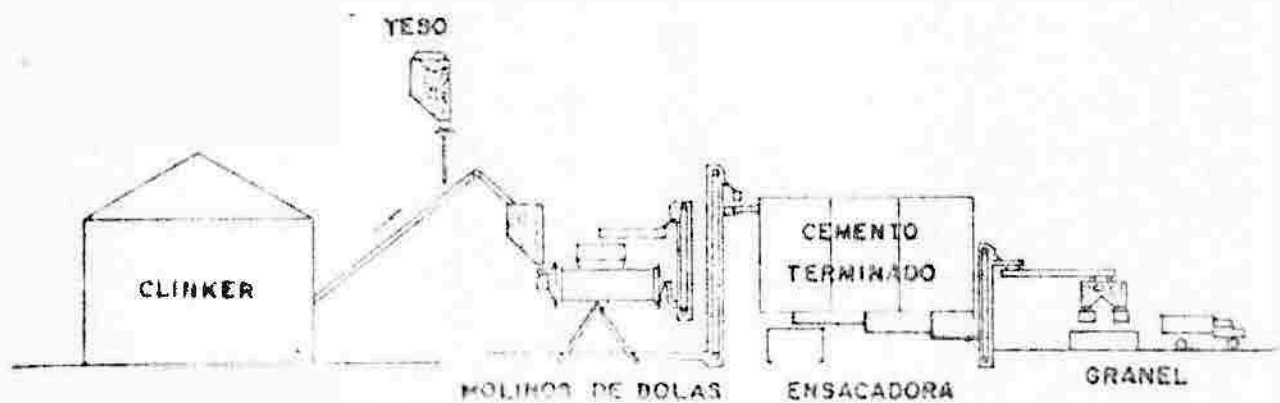 YESO
CLINKER
CEMENTO
TERMINADO
MOLINOS DE BOLAS
ENSACADORA
GRANEL